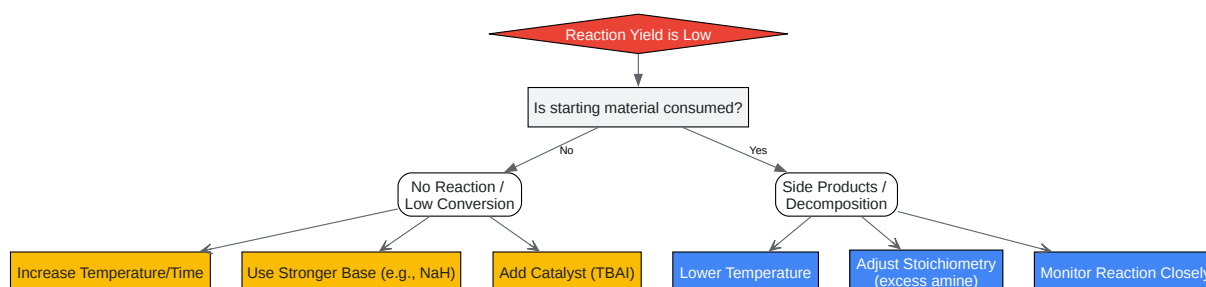 Reaction Yield is Low
Is starting material consumed?
No
Yes
No Reaction /
Low Conversion
Side Products /
Decomposition
Increase Temperature/Time
Use Stronger Base (e.g., NaH)
Add Catalyst (TBAI)
Lower Temperature
Adjust Stoichiometry
(excess amine)
Monitor Reaction Closely